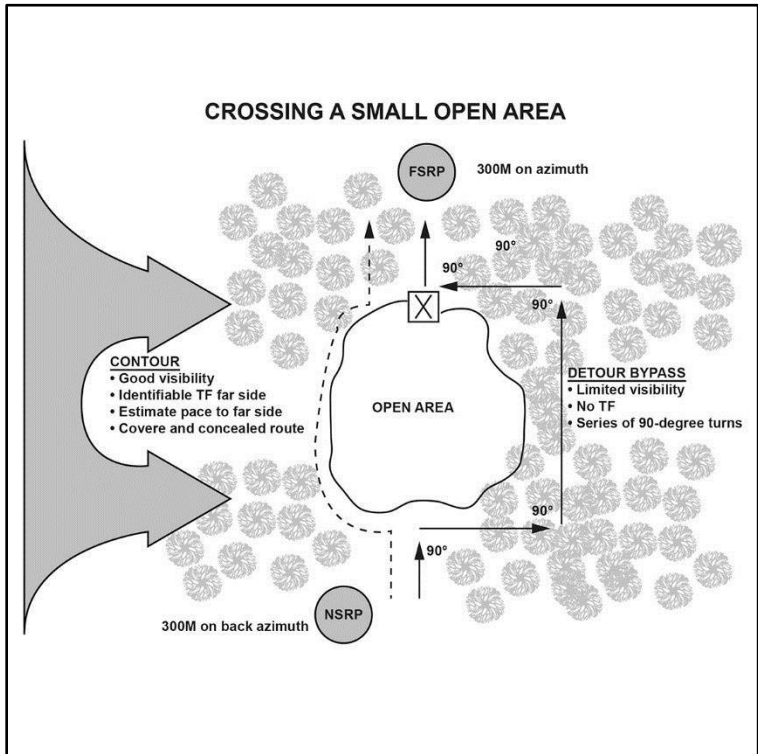 CROSSING A SMALL OPEN AREA
FSRP
300M on azimuth
90°
90°
90°
X
CONTOUR
• Good visibility
• Identifiable TF far side
• Estimate pace to far side
• Covere and concealed route
OPEN AREA
DETOUR BYPASS
• Limited visibility
• No TF
• Series of 90-degree turns
90°
90°
NSRP
300M on back azimuth